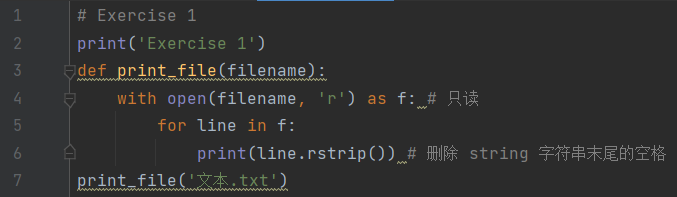 1 # Exercise 1
2 print('Exercise 1')
3 def print_file(filename):
4     with open(filename, 'r') as f: # 只读
5         for line in f:
6             print(line.rstrip()) # 删除 string 字符串末尾的空格
7 print_file('文本.txt')